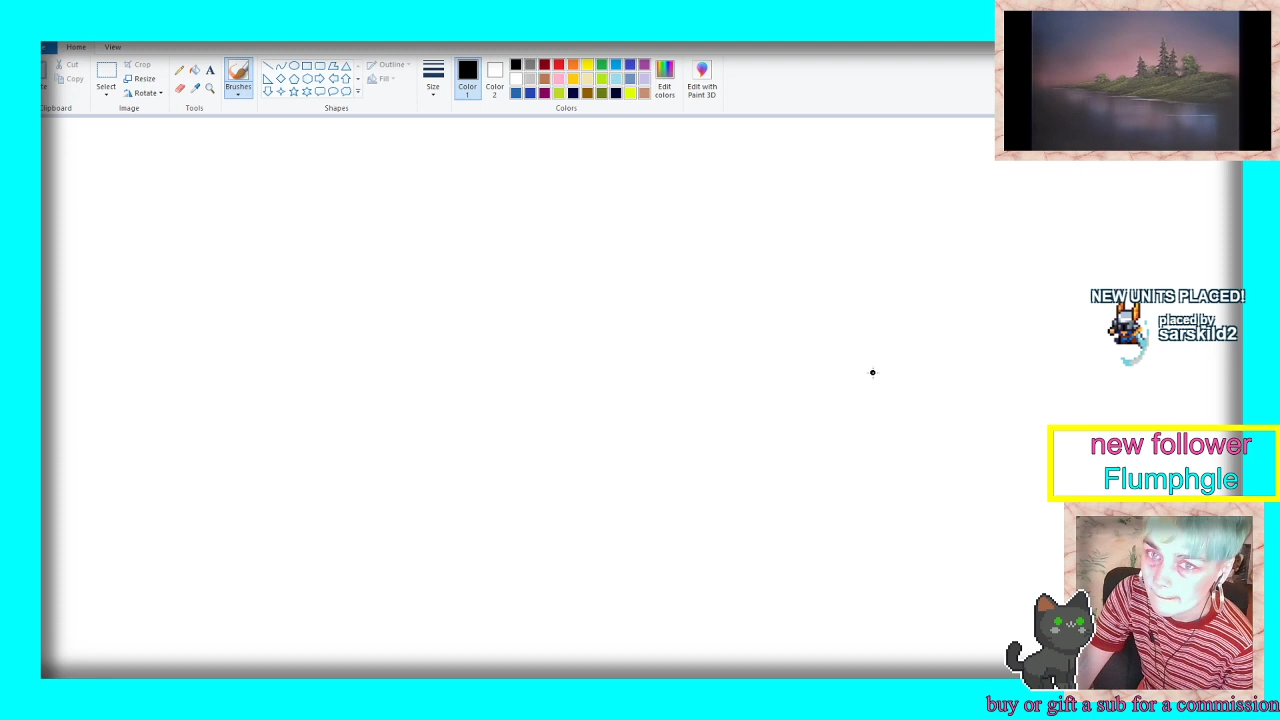 Home View
Cut
Copy
Select
Crop
Resize
Rotate
Brushes
Outline
Fill
Size
Color
1
Color
2
Edit
colors
Edit with
Paint 3D
Image
Tools
Shapes
Colors
NEW UNITS PLACED!
placed by
sarskild2
new follower
Flumphgle
buy or gift a sub for a commission